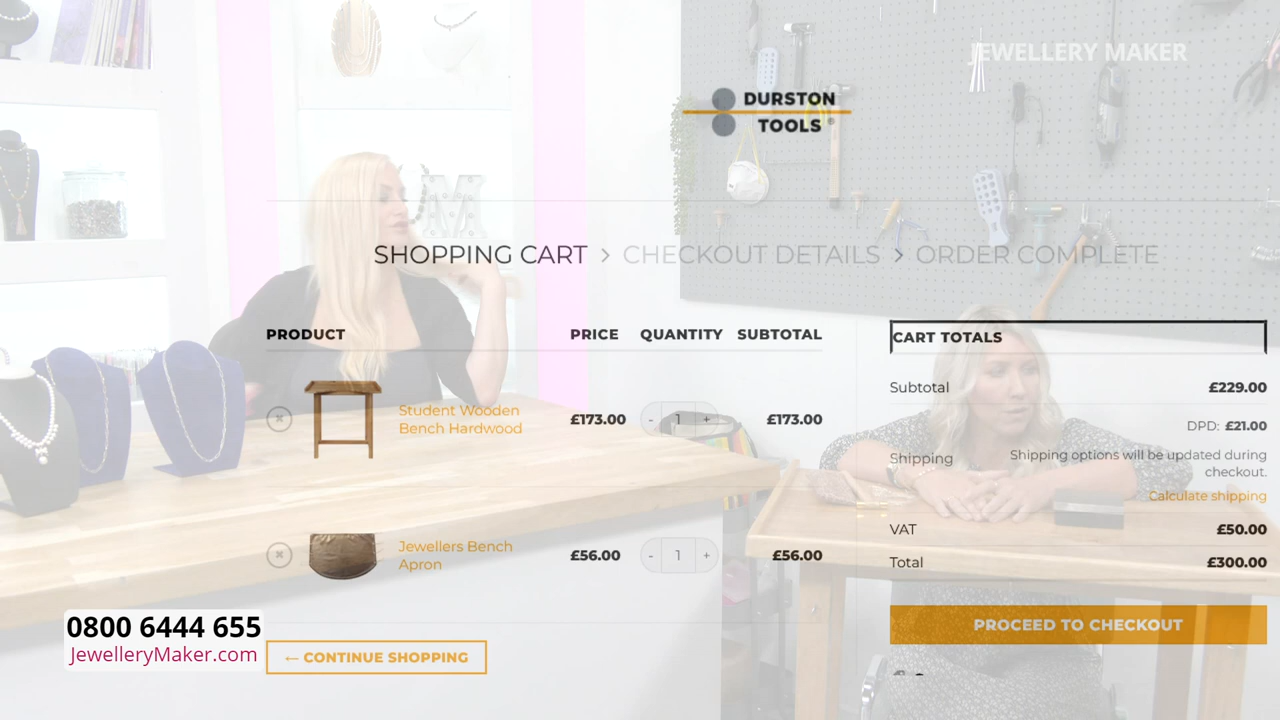 JEWELLERY MAKER
DURSTON
TOOLS
SHOPPING CART > CHECKOUT DETAILS > ORDER COMPLETE
PRODUCT PRICE QUANTITY SUBTOTAL
Student Wooden
Bench Hardwood
£173.00 - 1 + £173.00
Jewellers Bench
Apron
£56.00 - 1 + £56.00
← CONTINUE SHOPPING
CART TOTALS
Subtotal £229.00
DPD: £21.00
Shipping
Shipping options will be updated during
checkout.
Calculate shipping
VAT £50.00
Total £300.00
PROCEED TO CHECKOUT
0800 6444 655
JewelleryMaker.com
M